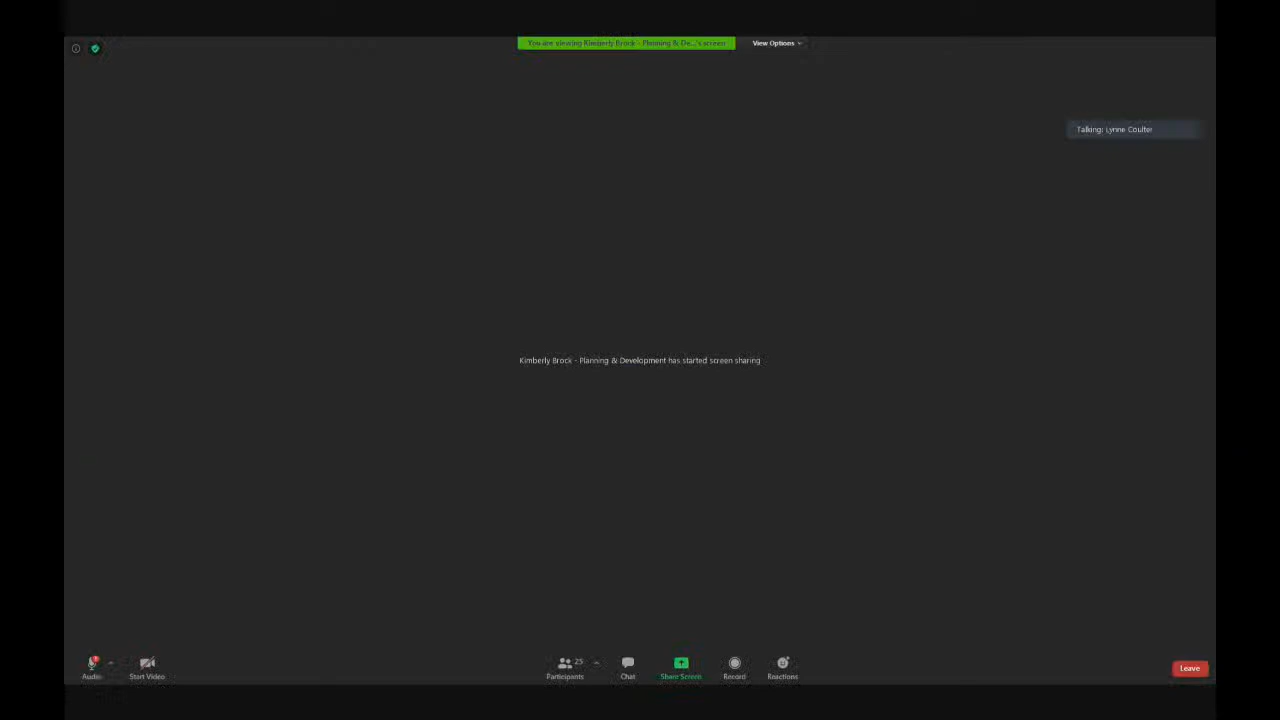 You are viewing Kimberly Brock - Planning & De...'s screen
View Options
Talking: Lynne Coulter
Kimberly Brock - Planning & Development has started screen sharing
25
Audio
Start Video
Participants
Chat
Share Screen
Record
Reactions
Leave